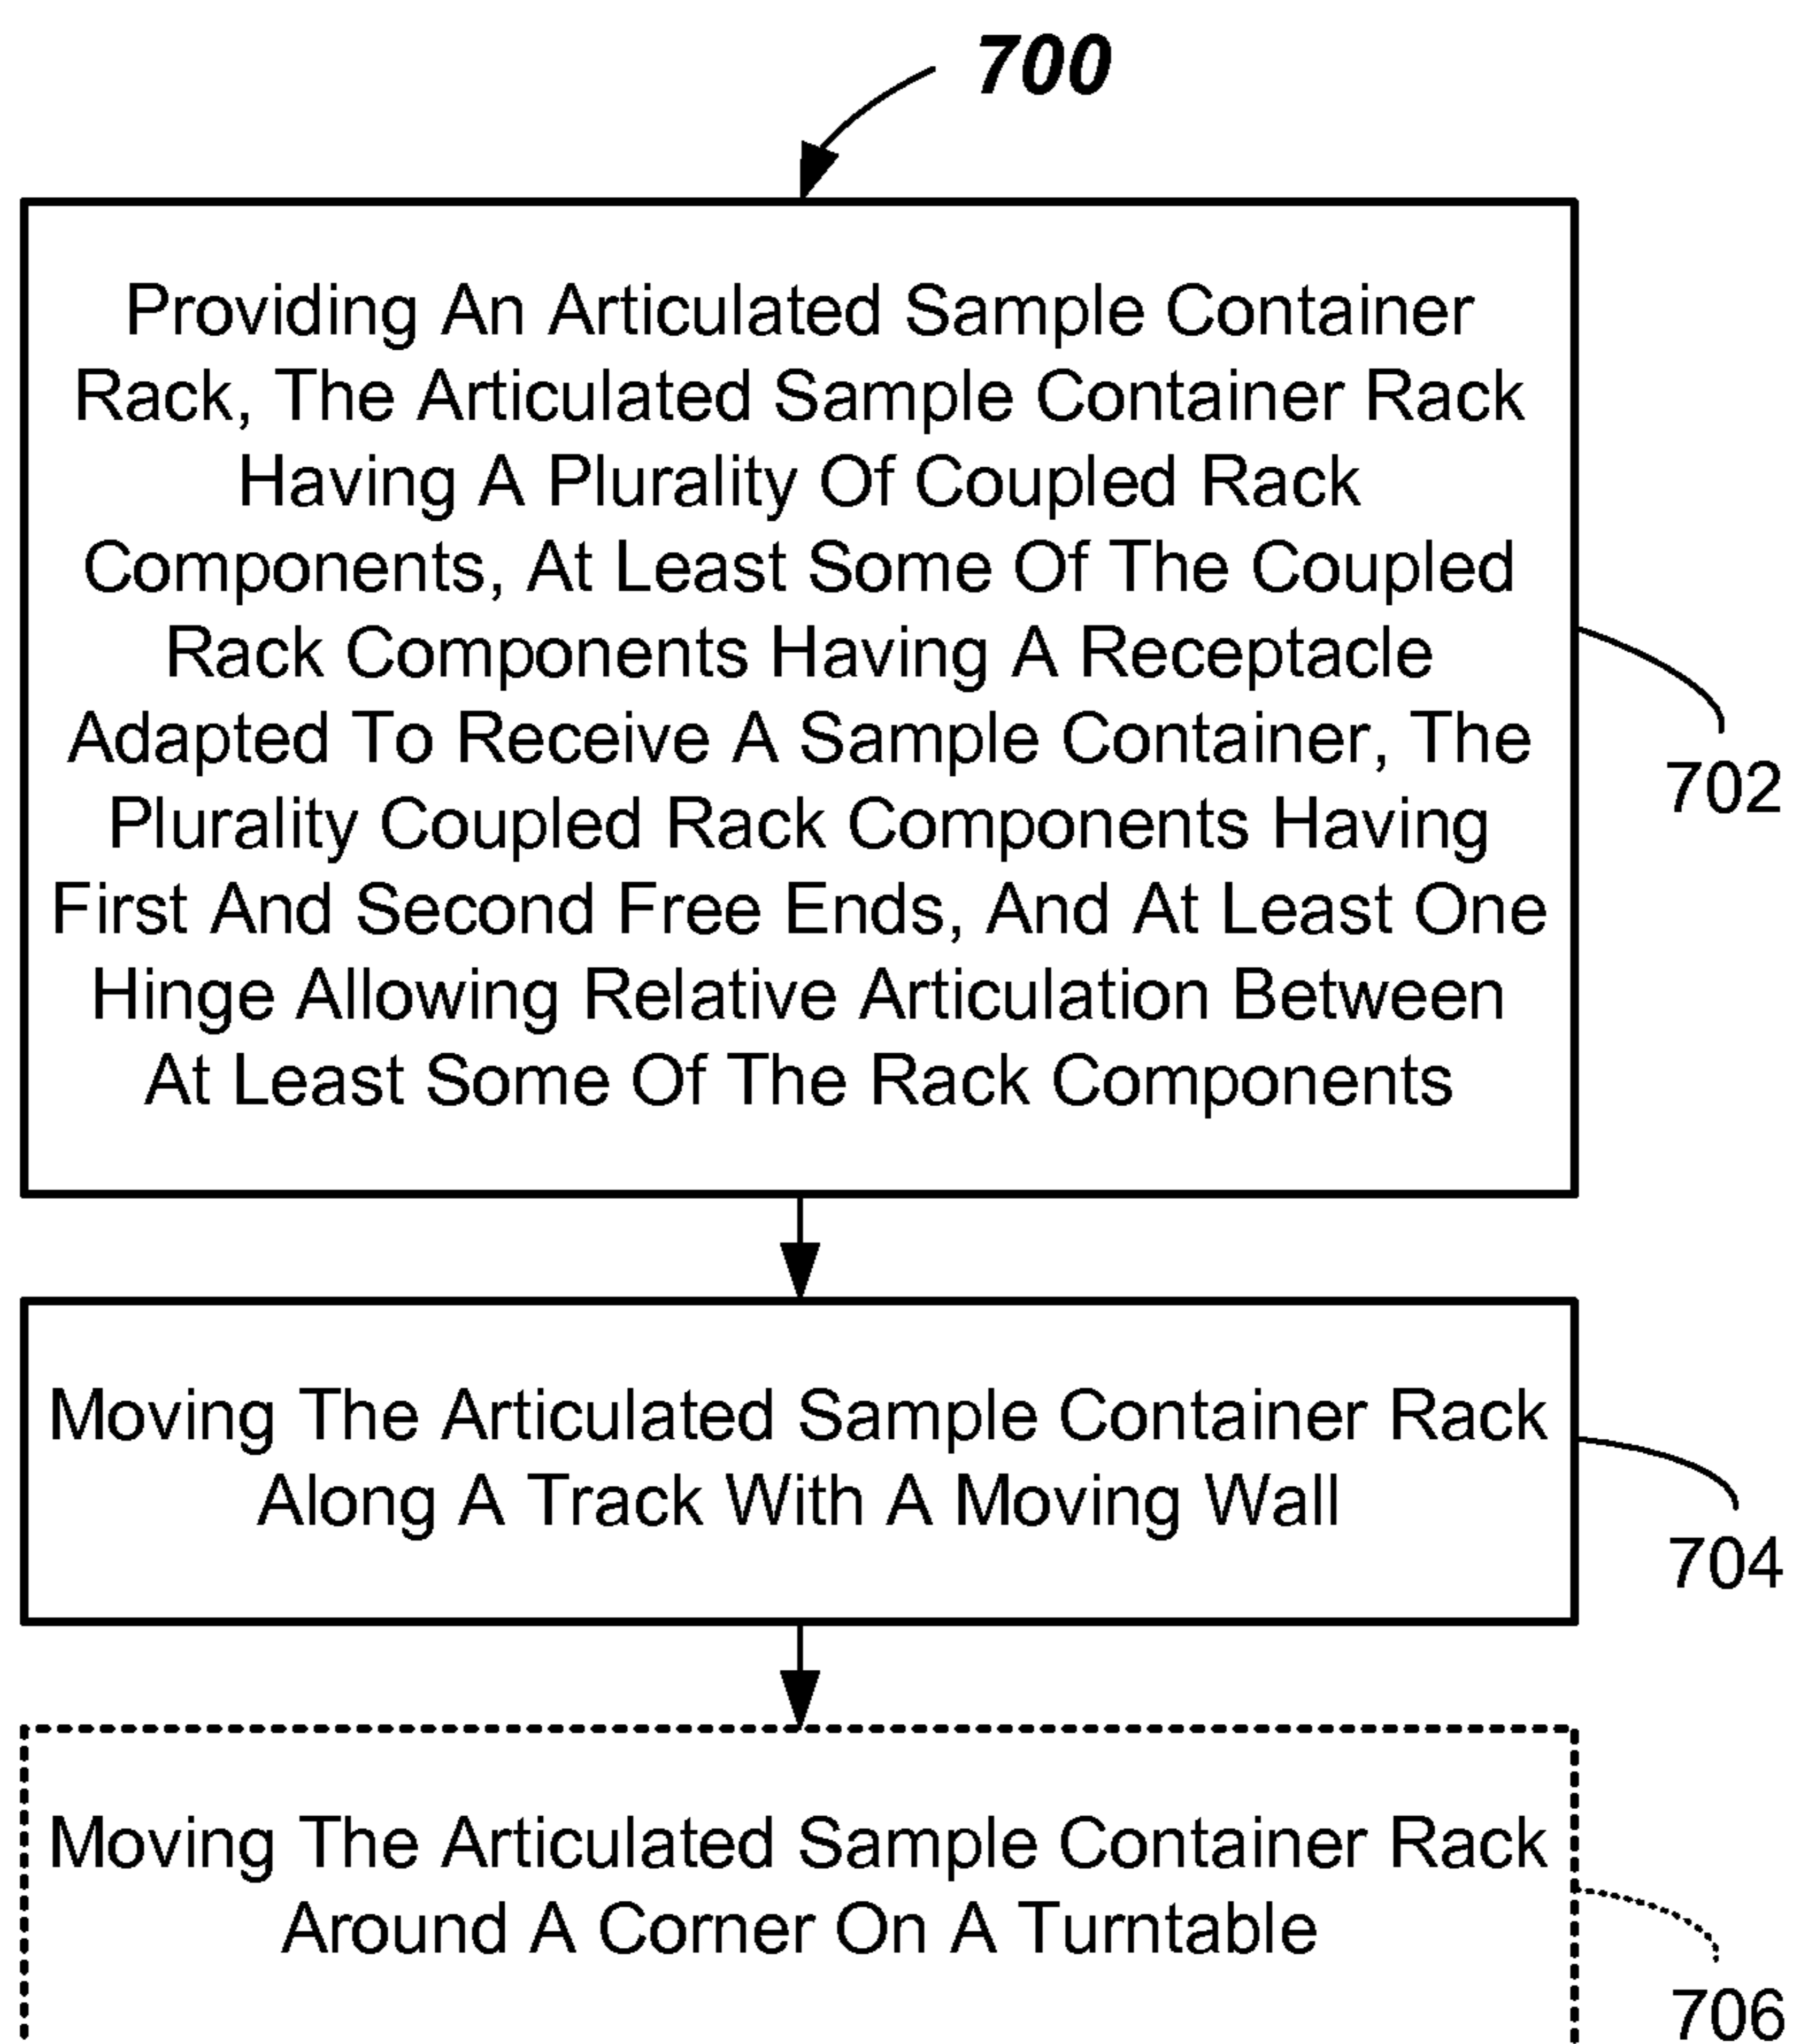 700
Providing An Articulated Sample Container
Rack, The Articulated Sample Container Rack
Having A Plurality Of Coupled Rack
Components, At Least Some Of The Coupled
Rack Components Having A Receptacle
Adapted To Receive A Sample Container, The
Plurality Coupled Rack Components Having
First And Second Free Ends, And At Least One
Hinge Allowing Relative Articulation Between
At Least Some Of The Rack Components
702
Moving The Articulated Sample Container Rack
Along A Track With A Moving Wall
704
Moving The Articulated Sample Container Rack
Around A Corner On A Turntable
706